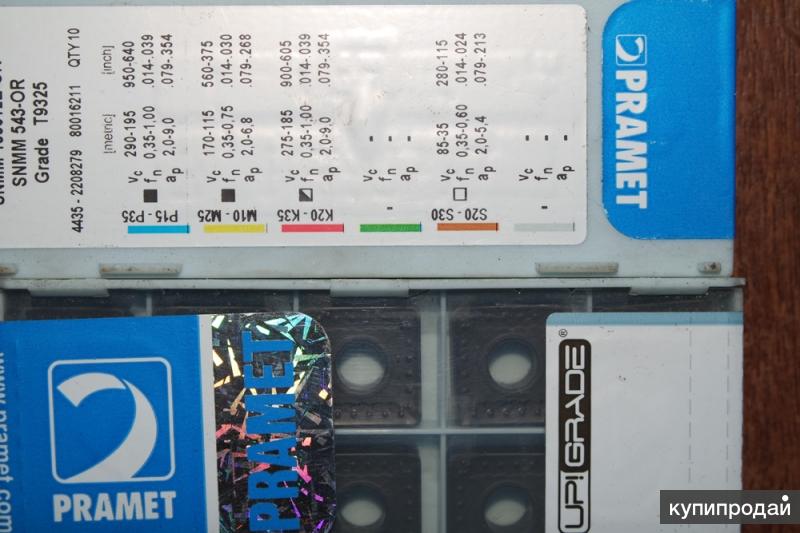 SNMM 543-OR
Grade T9325
4435 - 2208279 80016211 QTY10
[metric] [inch]
P15 - P35
vc 290-195 950-640
fn 0,35-1,00 .014-.039
ap 2,0-9,0 .079-.354
M10 - M25
vc 170-115 560-375
fn 0,35-0,75 .014-.030
ap 2,0-6,8 .079-.268
K20 - K35
vc 275-185 900-605
fn 0,35-1,00 .014-.039
ap 2,0-9,0 .079-.354
-
vc - -
fn - -
ap - -
S20 - S30
vc 85-35 280-115
fn 0,35-0,60 .014-.024
ap 2,0-5,4 .079-.213
-
vc - -
fn - -
ap - -
PRAMET
www.pramet.com
PRAMET
PRAMET
UP!GRADE®
купипродай